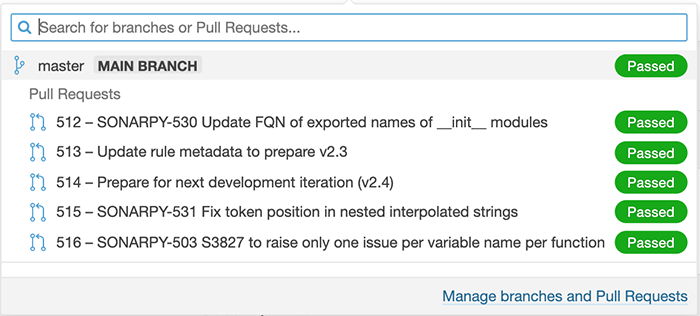 Search for branches or Pull Requests...
master MAIN BRANCH Passed
Pull Requests
512 – SONARPY-530 Update FQN of exported names of __init__ modules Passed
513 – Update rule metadata to prepare v2.3 Passed
514 – Prepare for next development iteration (v2.4) Passed
515 – SONARPY-531 Fix token position in nested interpolated strings Passed
516 – SONARPY-503 S3827 to raise only one issue per variable name per function Passed
Manage branches and Pull Requests